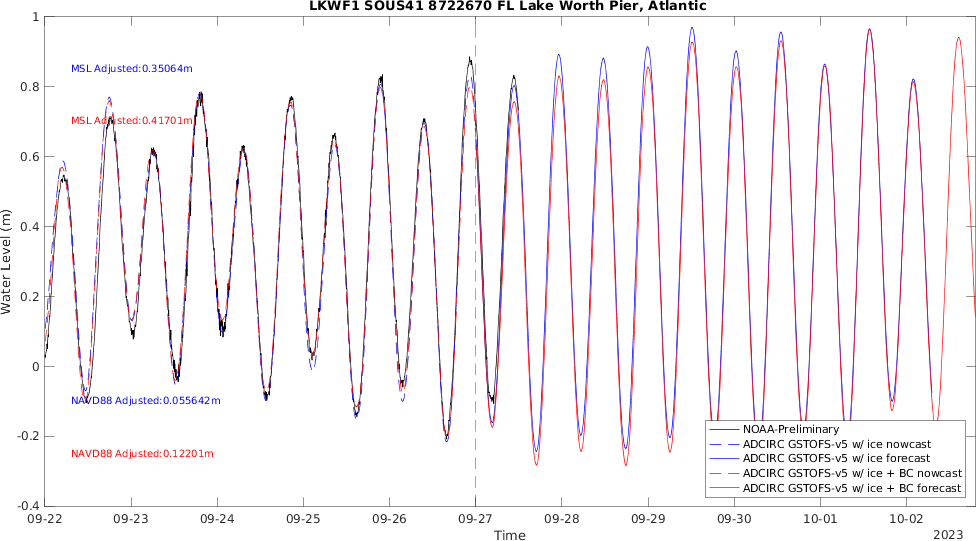 LKWF1 SOUS41 8722670 FL Lake Worth Pier, Atlantic
1
0.8
0.6
0.4
0.2
0
-0.2
-0.4
Water Level (m)
MSL Adjusted:0.35064m
MSL Adjusted:0.41701m
NAVD88 Adjusted:0.055642m
NAVD88 Adjusted:0.12201m
NOAA-Preliminary
ADCIRC GSTOFS-v5 w/ ice nowcast
ADCIRC GSTOFS-v5 w/ ice forecast
ADCIRC GSTOFS-v5 w/ ice + BC nowcast
ADCIRC GSTOFS-v5 w/ ice + BC forecast
09-22 09-23 09-24 09-25 09-26 09-27 09-28 09-29 09-30 10-01 10-02
Time
2023